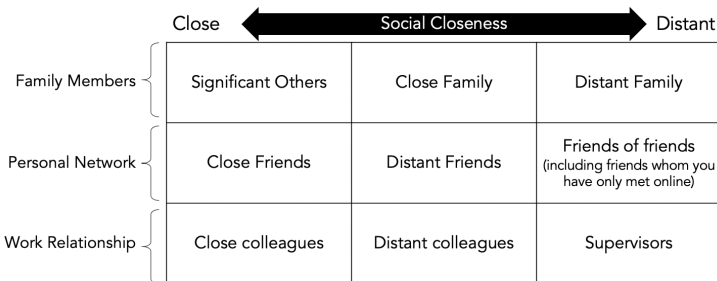 Close Social Closeness Distant
Family Members Significant Others Close Family Distant Family
Personal Network Close Friends Distant Friends Friends of friends
(including friends whom you
have only met online)
Work Relationship Close colleagues Distant colleagues Supervisors